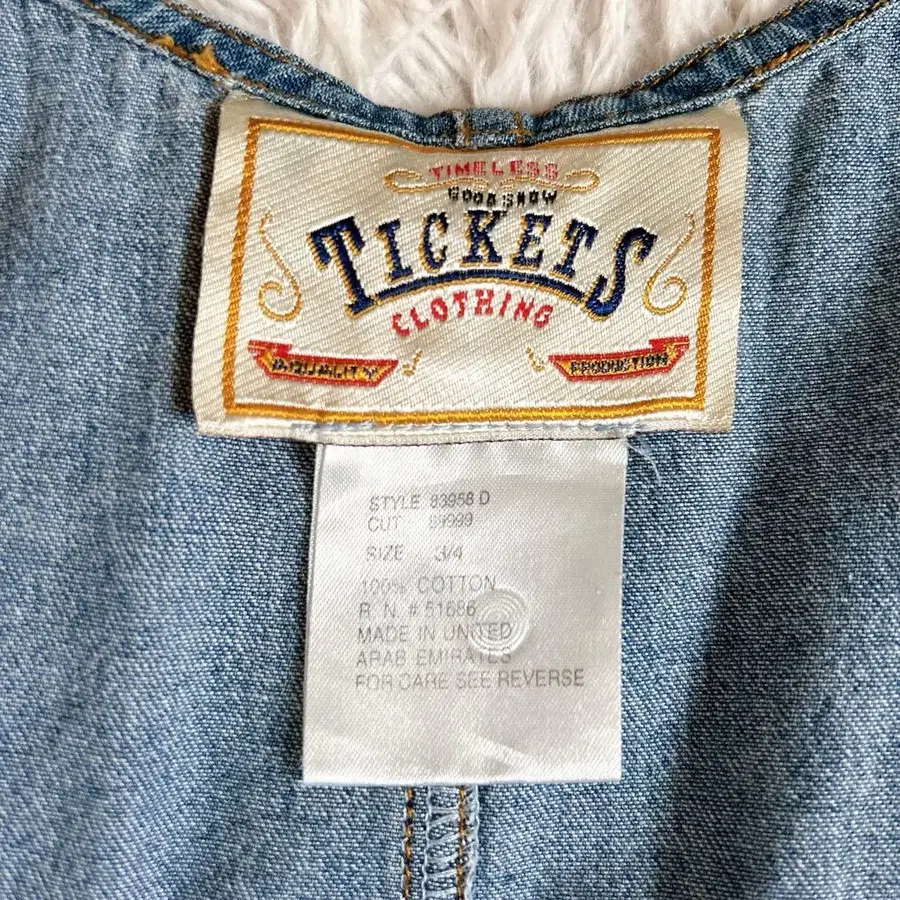 TIMELESS
GOOD SHOW
TICKETS
CLOTHING
QUALITY
PRODUCTION
STYLE 83958 D
CUT 89999
SIZE 3/4
100% COTTON
R N # 51686
MADE IN UNITED
ARAB EMIRATES
FOR CARE SEE REVERSE